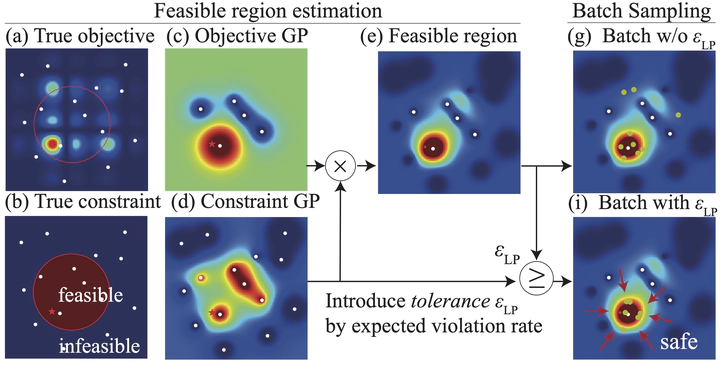 Feasible region estimation
Batch Sampling
(a) True objective
(c) Objective GP
(e) Feasible region
(g) Batch w/o εLP
×
(b) True constraint
(d) Constraint GP
(i) Batch with εLP
εLP
≥
feasible
infeasible
Introduce tolerance εLP
by expected violation rate
safe